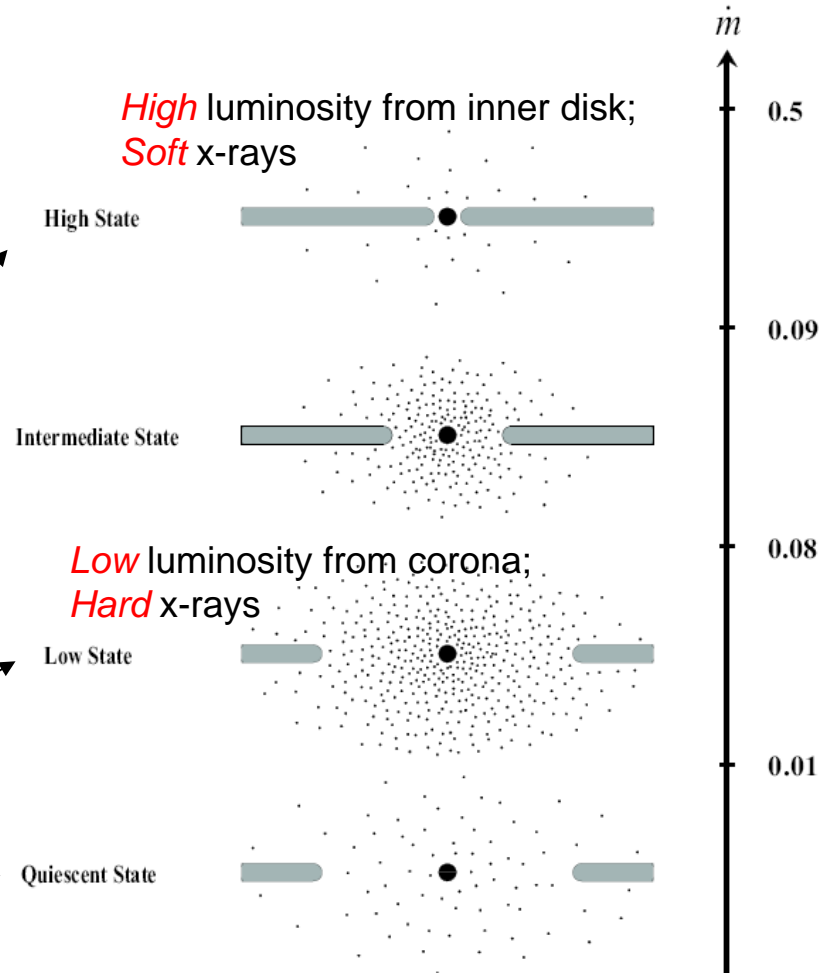 ṁ
High luminosity from inner disk;
0.5
Soft x-rays
High State
0.09
Intermediate State
Low luminosity from corona;
0.08
Hard x-rays
Low State
0.01
Quiescent State